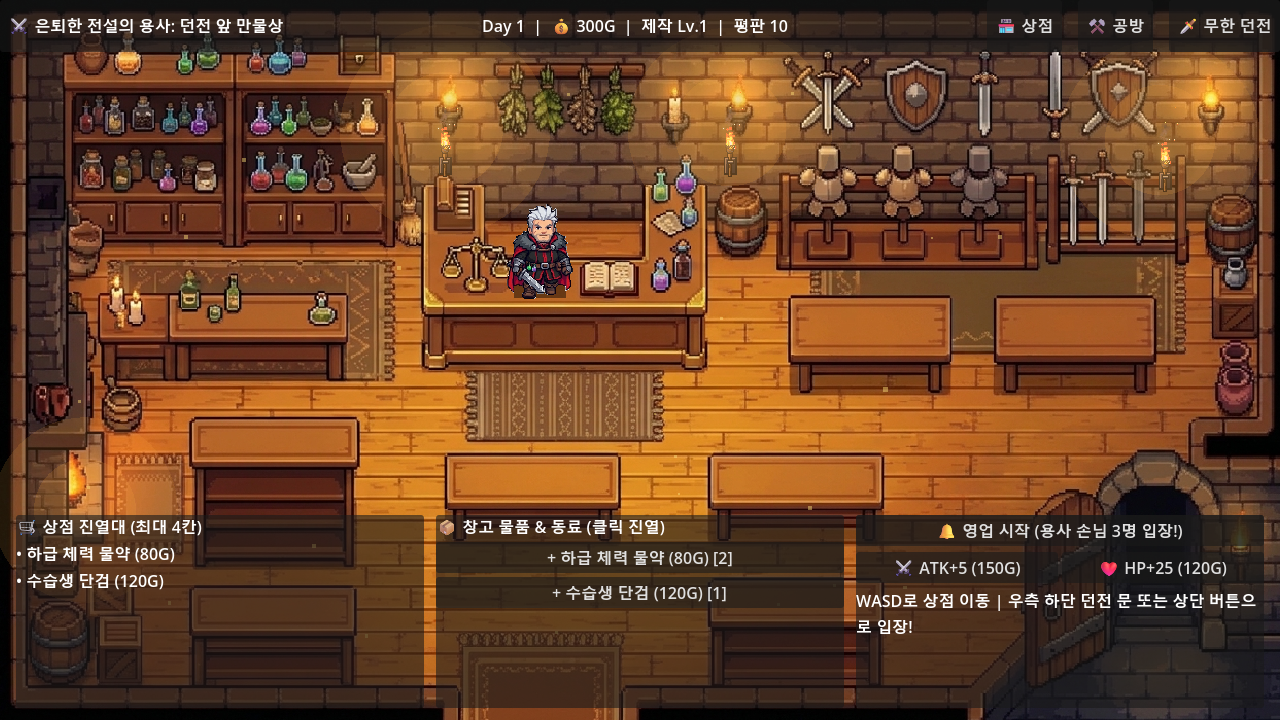 ⚔️ 은퇴한 전설의 용사: 던전 앞 만물상
Day 1 | 💰 300G | 제작 Lv.1 | 평판 10
🏪 상점
⚒️ 공방
🗡️ 무한 던전
🛒 상점 진열대 (최대 4칸)
• 하급 체력 물약 (80G)
• 수습생 단검 (120G)
📦 창고 물품 & 동료 (클릭 진열)
+ 하급 체력 물약 (80G) [2]
+ 수습생 단검 (120G) [1]
🔔 영업 시작 (용사 손님 3명 입장!)
⚔️ ATK+5 (150G)
❤️ HP+25 (120G)
WASD로 상점 이동 | 우측 하단 던전 문 또는 상단 버튼으
로 입장!